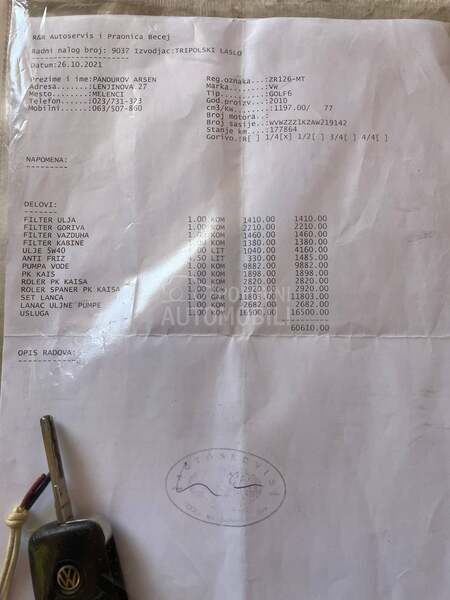 R&R Autoservis i Praonica Becej
Radni nalog broj: 9037 Izvodjac:TRIPOLSKI LASLO
Datum:26.10.2021
Prezime i ime:PANDUROV ARSEN
Adresa.......:LENJINOVA 27
Mesto........:MELENCI
Telefon......:023/731-373
Mobilni......:063/507-860
Reg.oznaka...:ZR126-MT
Marka........:VW
Tip..........:GOLF6
God.proizv...:2010
cm3/kw.......:1197.00/ 77
Broj motora..:
Broj sasije..:WVWZZZ1KZAW219142
Stanje km....:177864
Gorivo.:R[ ] 1/4[X] 1/2[ ] 3/4[ ] 4/4[ ]
NAPOMENA:
DELOVI:
FILTER ULJA 1.00 KOM 1410.00 1410.00
FILTER GORIVA 1.00 KOM 2210.00 2210.00
FILTER VAZDUHA 1.00 KOM 1460.00 1460.00
FILTER KABINE 1.00 KOM 1380.00 1380.00
ULJE 5W40 LIT 1040.00 4160.00
ANTI FRIZ .50 LIT 330.00 1485.00
PUMPA VODE KOM 9882.00 9882.00
PK KAIS 1.00 KOM 1898.00 1898.00
ROLER PK KAISA 1.00 KOM 2820.00 2820.00
ROLER SPANER PK KAISA KOM 2920.00 2920.00
SET LANCA 1.00 GAR 11803.00 11803.00
LANAC ULJNE PUMPE 1.00 KOM 2682.00 2682.00
USLUGA 1.00 KOM 16500.00 16500.00
60610.00
POLOVNI
AUTOMOBILI
OPIS RADOVA: